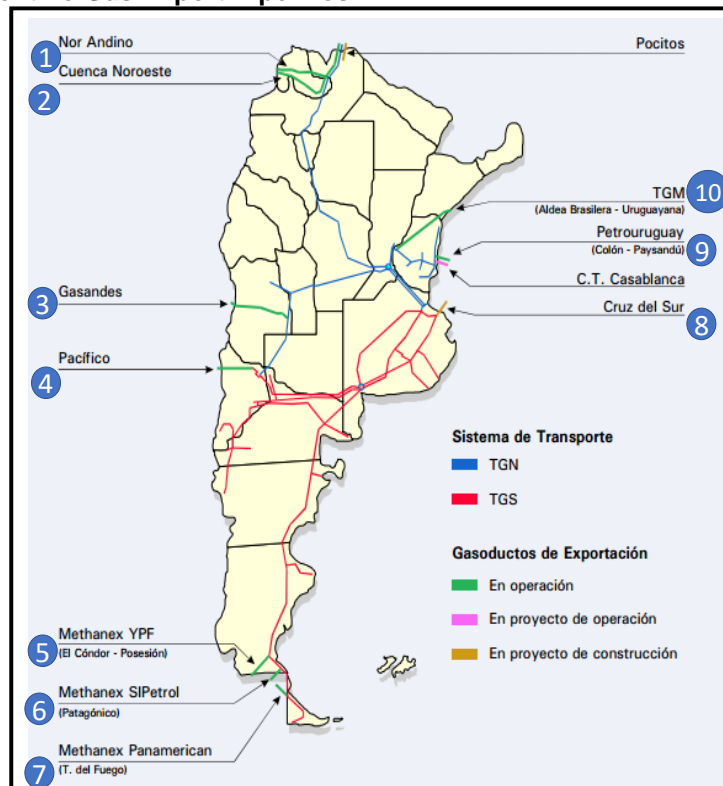 Nor Andino
1
Cuenca Noroeste
2
Pocitos
TGM
10
(Aldea Brasilera - Uruguayana)
Petrouruguay
9
(Colón - Paysandú)
C.T. Casablanca
Cruz del Sur
8
Gasandes
3
Pacífico
4
Sistema de Transporte
TGN
TGS
Gasoductos de Exportación
En operación
En proyecto de operación
En proyecto de construcción
Methanex YPF
5
(El Cóndor - Posesión)
Methanex SIPetrol
6
(Patagónico)
Methanex Panamerican
7
(T. del Fuego)